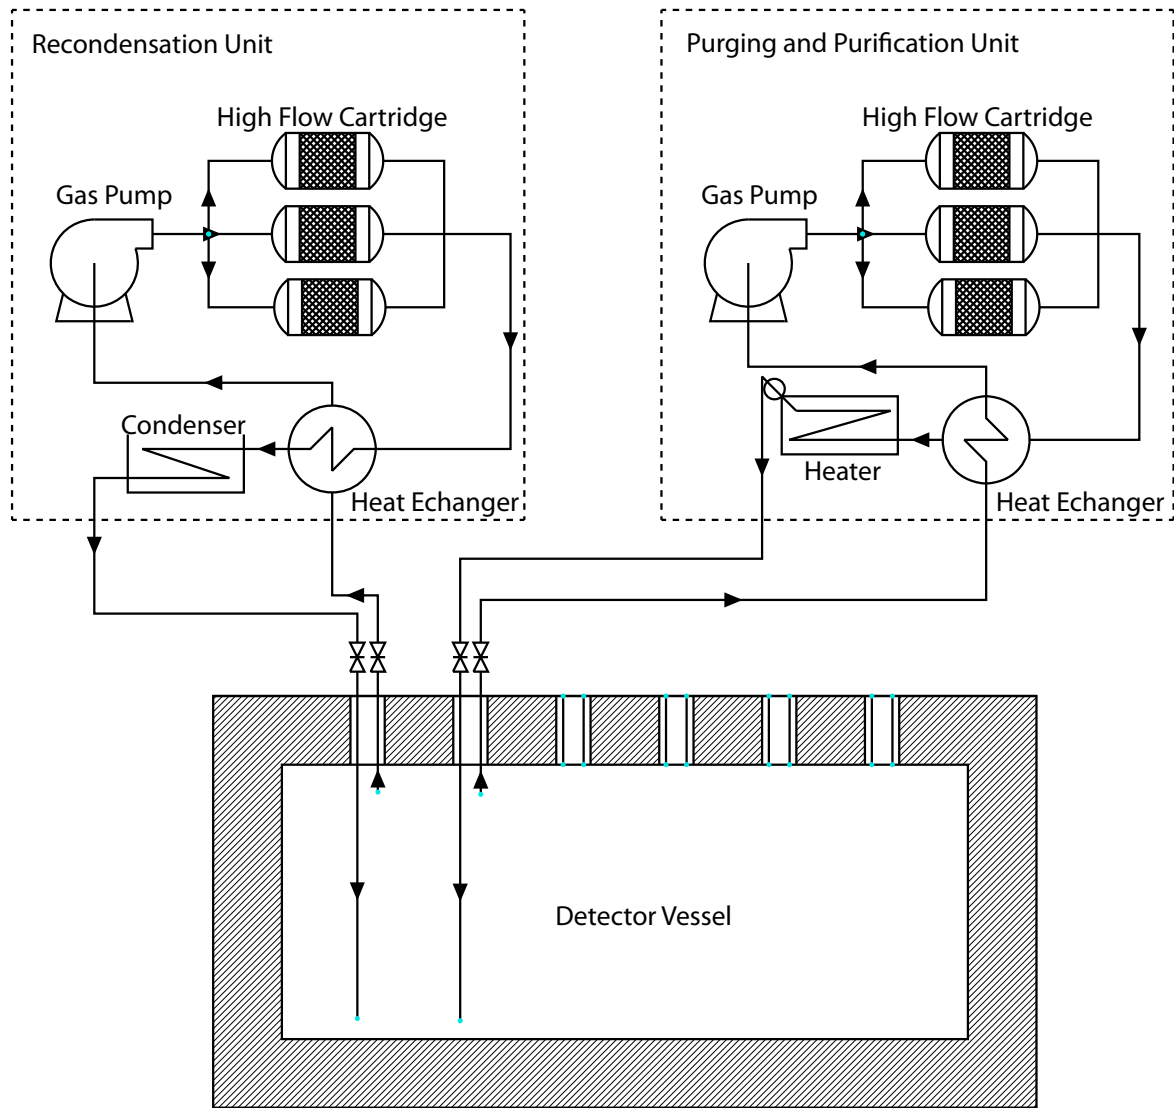 Recondensation Unit
Purging and Purification Unit
High Flow Cartridge
High Flow Cartridge
Gas Pump
Gas Pump
Condenser
Heater
Heat Echanger
Heat Echanger
Detector Vessel